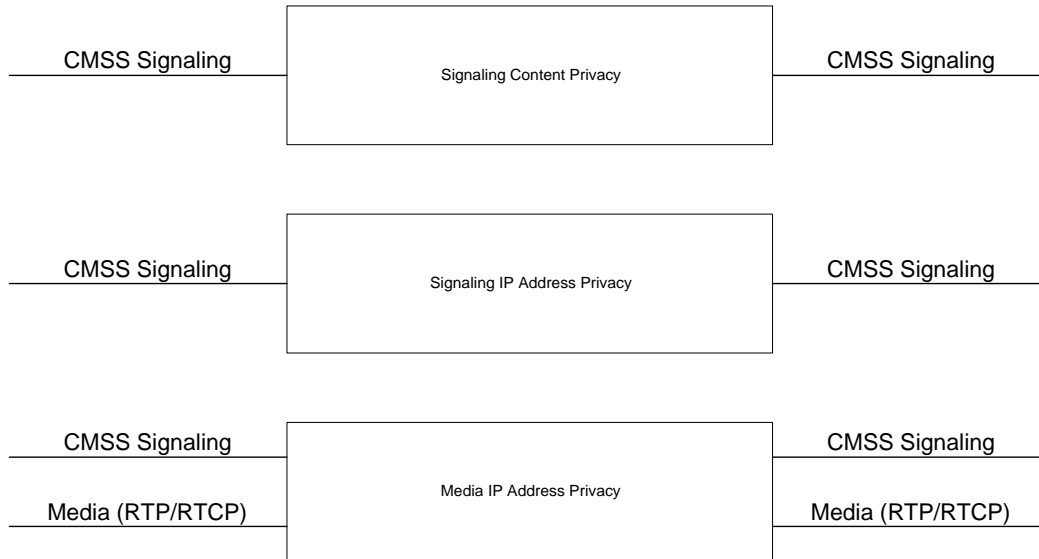 CMSS Signaling
Signaling Content Privacy
CMSS Signaling
CMSS Signaling
Signaling IP Address Privacy
CMSS Signaling
CMSS Signaling
CMSS Signaling
Media IP Address Privacy
Media (RTP/RTCP)
Media (RTP/RTCP)